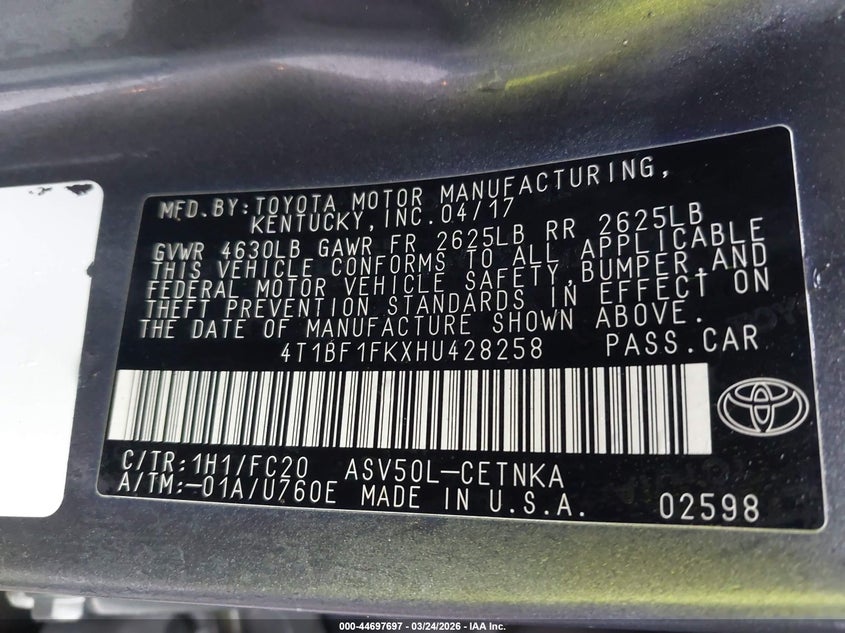 MFD.BY:TOYOTA MOTOR MANUFACTURING,
KENTUCKY,INC.04/17
GVWR 4630LB GAWR FR 2625LB RR 2625LB
THIS VEHICLE CONFORMS TO ALL APPLICABLE
FEDERAL MOTOR VEHICLE SAFETY,BUMPER,AND
THEFT PREVENTION STANDARDS IN EFFECT ON
THE DATE OF MANUFACTURE SHOWN ABOVE.
4T1BF1FKXHU428258 PASS.CAR
C/TR:1H1/FC20 ASV50L-CETNKA
A/TM:-01A/U760E MADE IN U.S.A. 02598
000-44697697 | 03/24/2026 | IAA Inc.